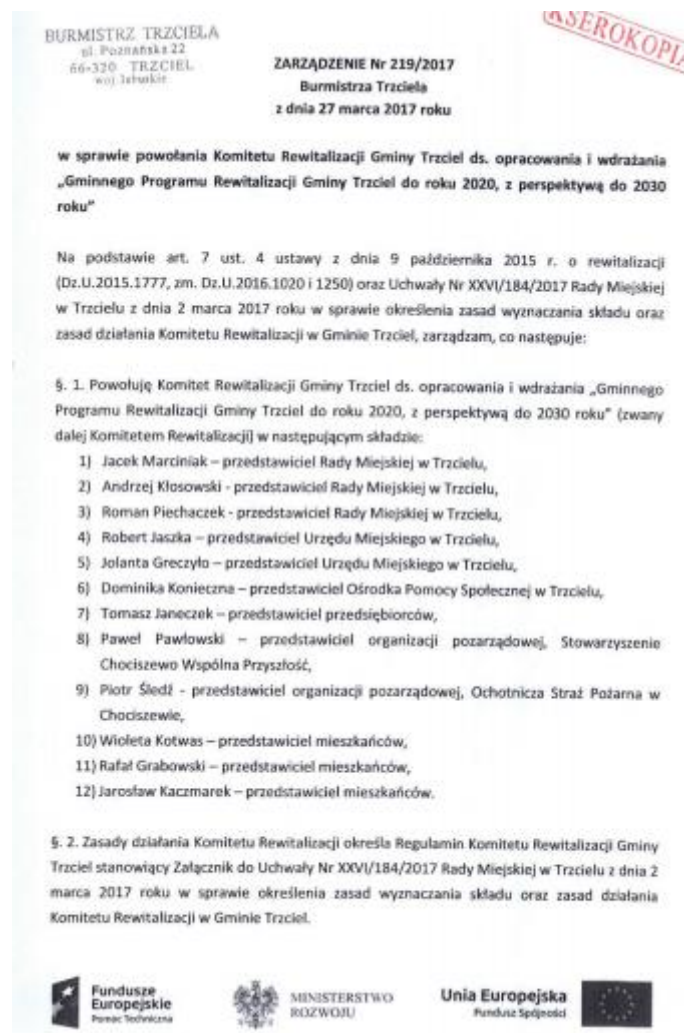 BURMISTRZ TRZCIELA
pl. Poznańska 22
66-320 TRZCIEL
woj. lubuskie
KSEROKOPIA
ZARZĄDZENIE Nr 219/2017
Burmistrza Trzciela
z dnia 27 marca 2017 roku
w sprawie powołania Komitetu Rewitalizacji Gminy Trzciel ds. opracowania i wdrażania
„Gminnego Programu Rewitalizacji Gminy Trzciel do roku 2020, z perspektywą do 2030
roku”
Na podstawie art. 7 ust. 4 ustawy z dnia 9 października 2015 r. o rewitalizacji
(Dz.U.2015.1777, zm. Dz.U.2016.1020 i 1250) oraz Uchwały Nr XXVI/184/2017 Rady Miejskiej
w Trzcielu z dnia 2 marca 2017 roku w sprawie określenia zasad wyznaczania składu oraz
zasad działania Komitetu Rewitalizacji w Gminie Trzciel, zarządzam, co następuje:
§. 1. Powołuję Komitet Rewitalizacji Gminy Trzciel ds. opracowania i wdrażania „Gminnego
Programu Rewitalizacji Gminy Trzciel do roku 2020, z perspektywą do 2030 roku” (zwany
dalej Komitetem Rewitalizacji) w następującym składzie:
1) Jacek Marciniak – przedstawiciel Rady Miejskiej w Trzcielu,
2) Andrzej Kłosowski - przedstawiciel Rady Miejskiej w Trzcielu,
3) Roman Piechaczek - przedstawiciel Rady Miejskiej w Trzcielu,
4) Robert Jaszka – przedstawiciel Urzędu Miejskiego w Trzcielu,
5) Jolanta Greczyło – przedstawiciel Urzędu Miejskiego w Trzcielu,
6) Dominika Konieczna – przedstawiciel Ośrodka Pomocy Społecznej w Trzcielu,
7) Tomasz Janeczek – przedstawiciel przedsiębiorców,
8) Paweł Pawłowski – przedstawiciel organizacji pozarządowej, Stowarzyszenie
Chociszewo Wspólna Przyszłość,
9) Piotr Śledź - przedstawiciel organizacji pozarządowej, Ochotnicza Straż Pożarna w
Chociszewie,
10) Wioleta Kotwas – przedstawiciel mieszkańców,
11) Rafał Grabowski – przedstawiciel mieszkańców,
12) Jarosław Kaczmarek – przedstawiciel mieszkańców.
§. 2. Zasady działania Komitetu Rewitalizacji określa Regulamin Komitetu Rewitalizacji Gminy
Trzciel stanowiący Załącznik do Uchwały Nr XXVI/184/2017 Rady Miejskiej w Trzcielu z dnia 2
marca 2017 roku w sprawie określenia zasad wyznaczania składu oraz zasad działania
Komitetu Rewitalizacji w Gminie Trzciel.
Fundusze
Europejskie
Pomoc Techniczna
MINISTERSTWO
ROZWOJU
Unia Europejska
Fundusz Spójności